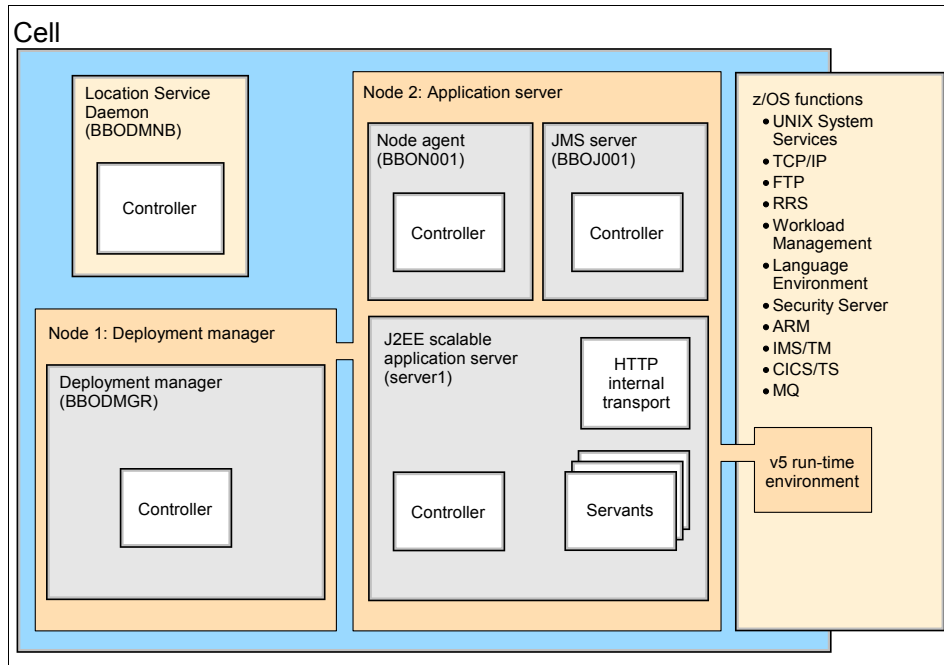 Cell
Location Service
Daemon
(BBODMNB)
Controller
Node 1: Deployment manager
Deployment manager
(BBODMGR)
Controller
Node 2: Application server
Node agent
(BBON001)
Controller
JMS server
(BBOJ001)
Controller
J2EE scalable
application server
(server1)
HTTP
internal
transport
Controller
Servants
z/OS functions
• UNIX System
Services
• TCP/IP
• FTP
• RRS
• Workload
Management
• Language
Environment
• Security Server
• ARM
• IMS/TM
• CICS/TS
• MQ
v5 run-time
environment